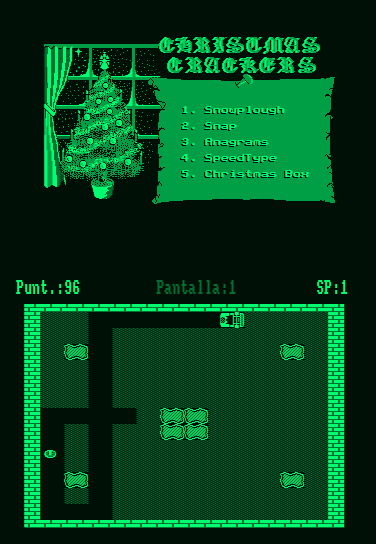 CHRISTMAS
CRACKERS
1. Snowplough
2. Snap
3. Anagrams
4. SpeedType
5. Christmas Box
Punt.:96 Pantalla:1 SP:1